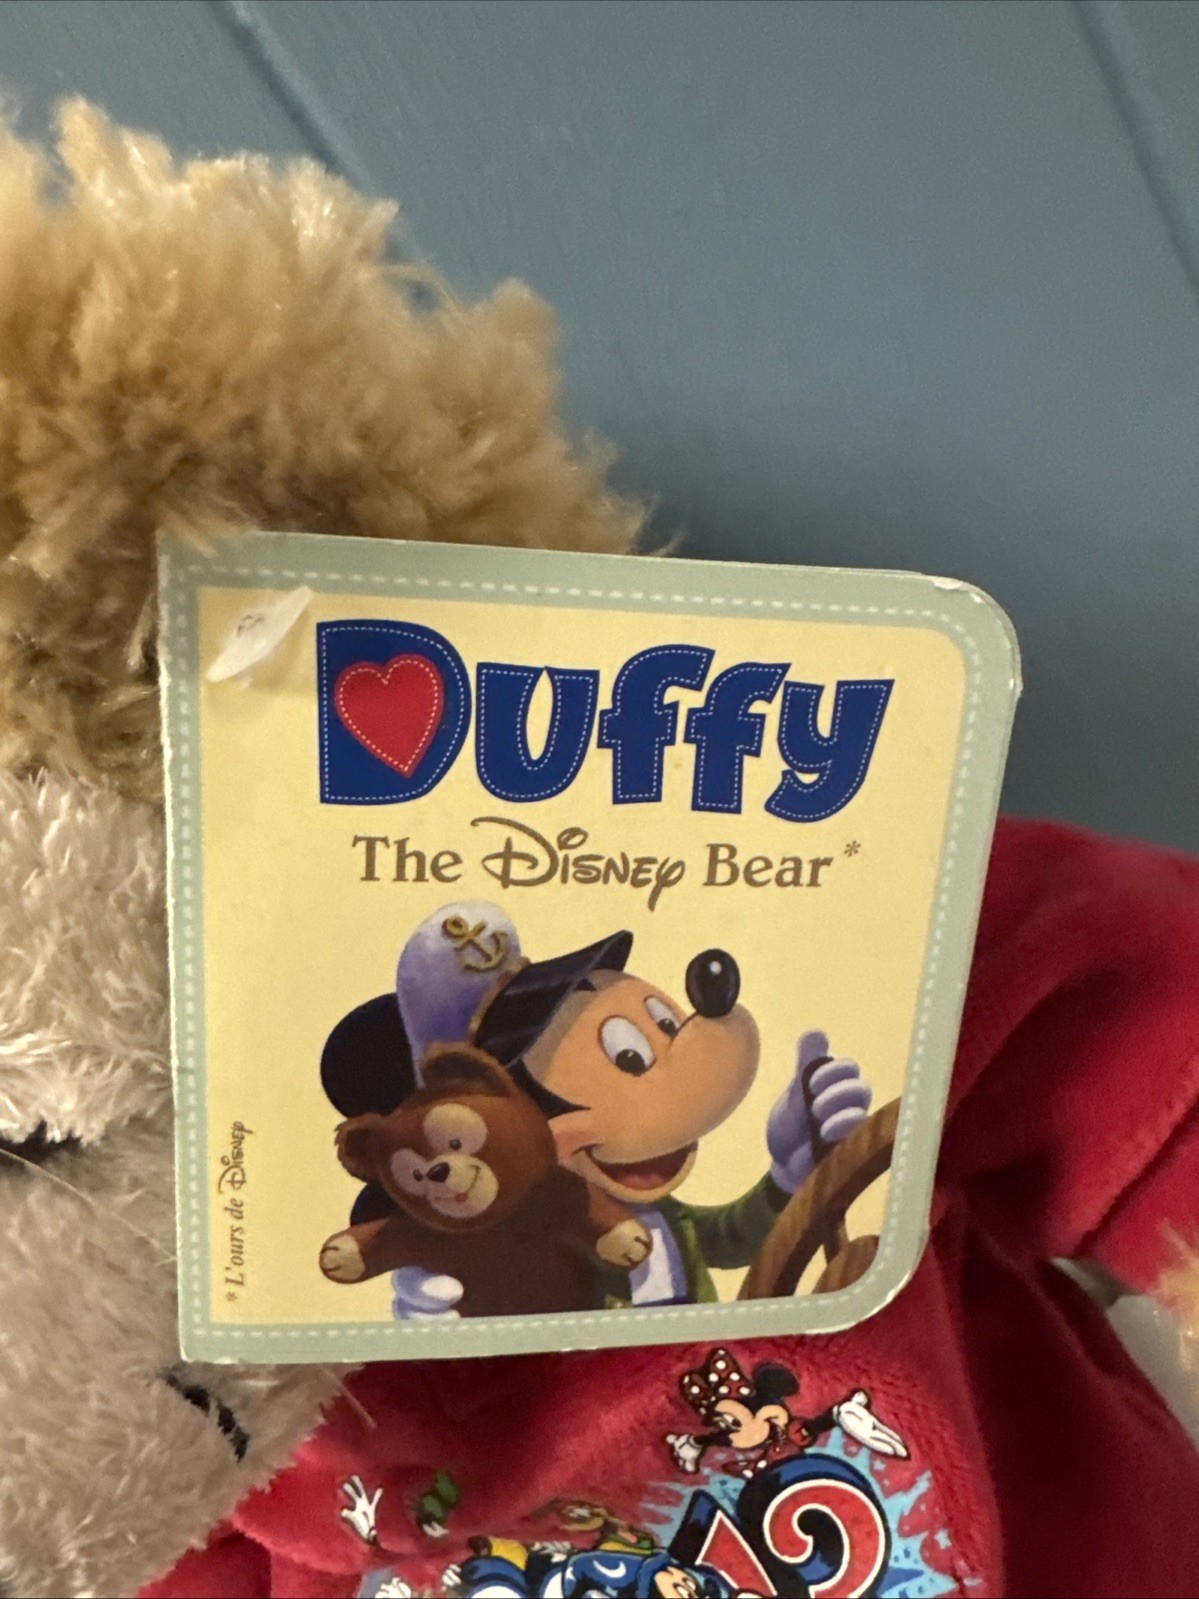 Duffy
The Disney Bear*
* L'ours de Disney